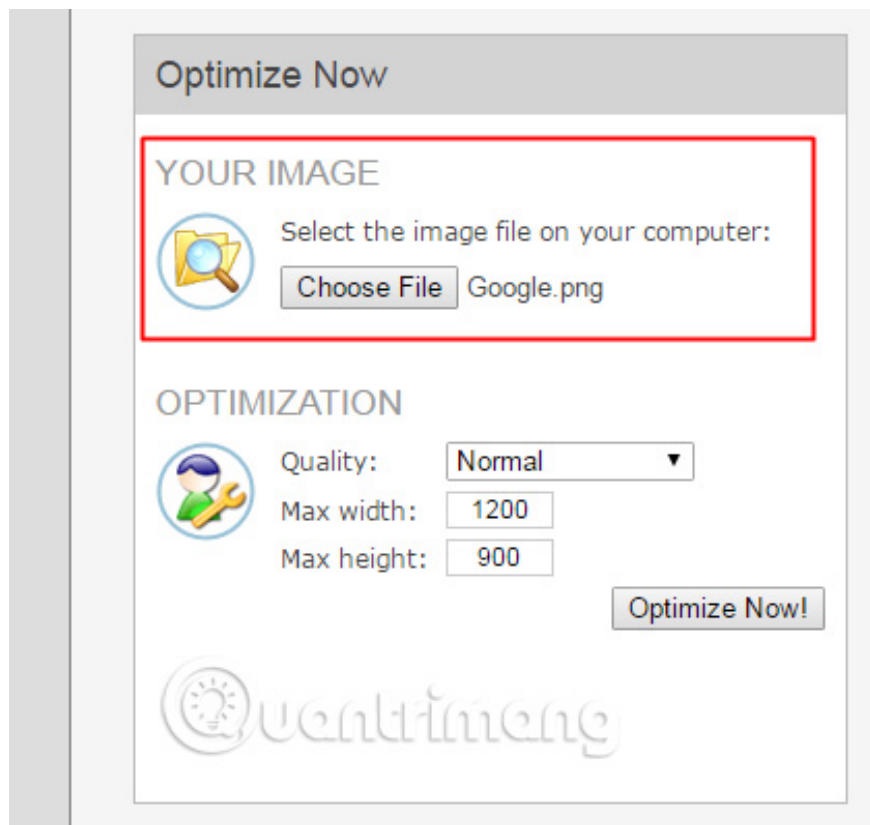 Optimize Now
YOUR IMAGE
Select the image file on your computer:
Choose File Google.png
OPTIMIZATION
Quality: Normal
Max width: 1200
Max height: 900
Optimize Now!
Quantrimang